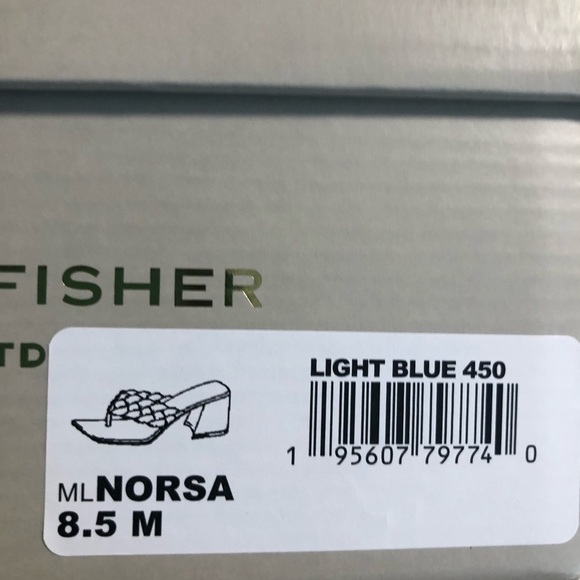 FISHER
TD
LIGHT BLUE 450
1 95607 79774 0
MLNORSA
8.5 M